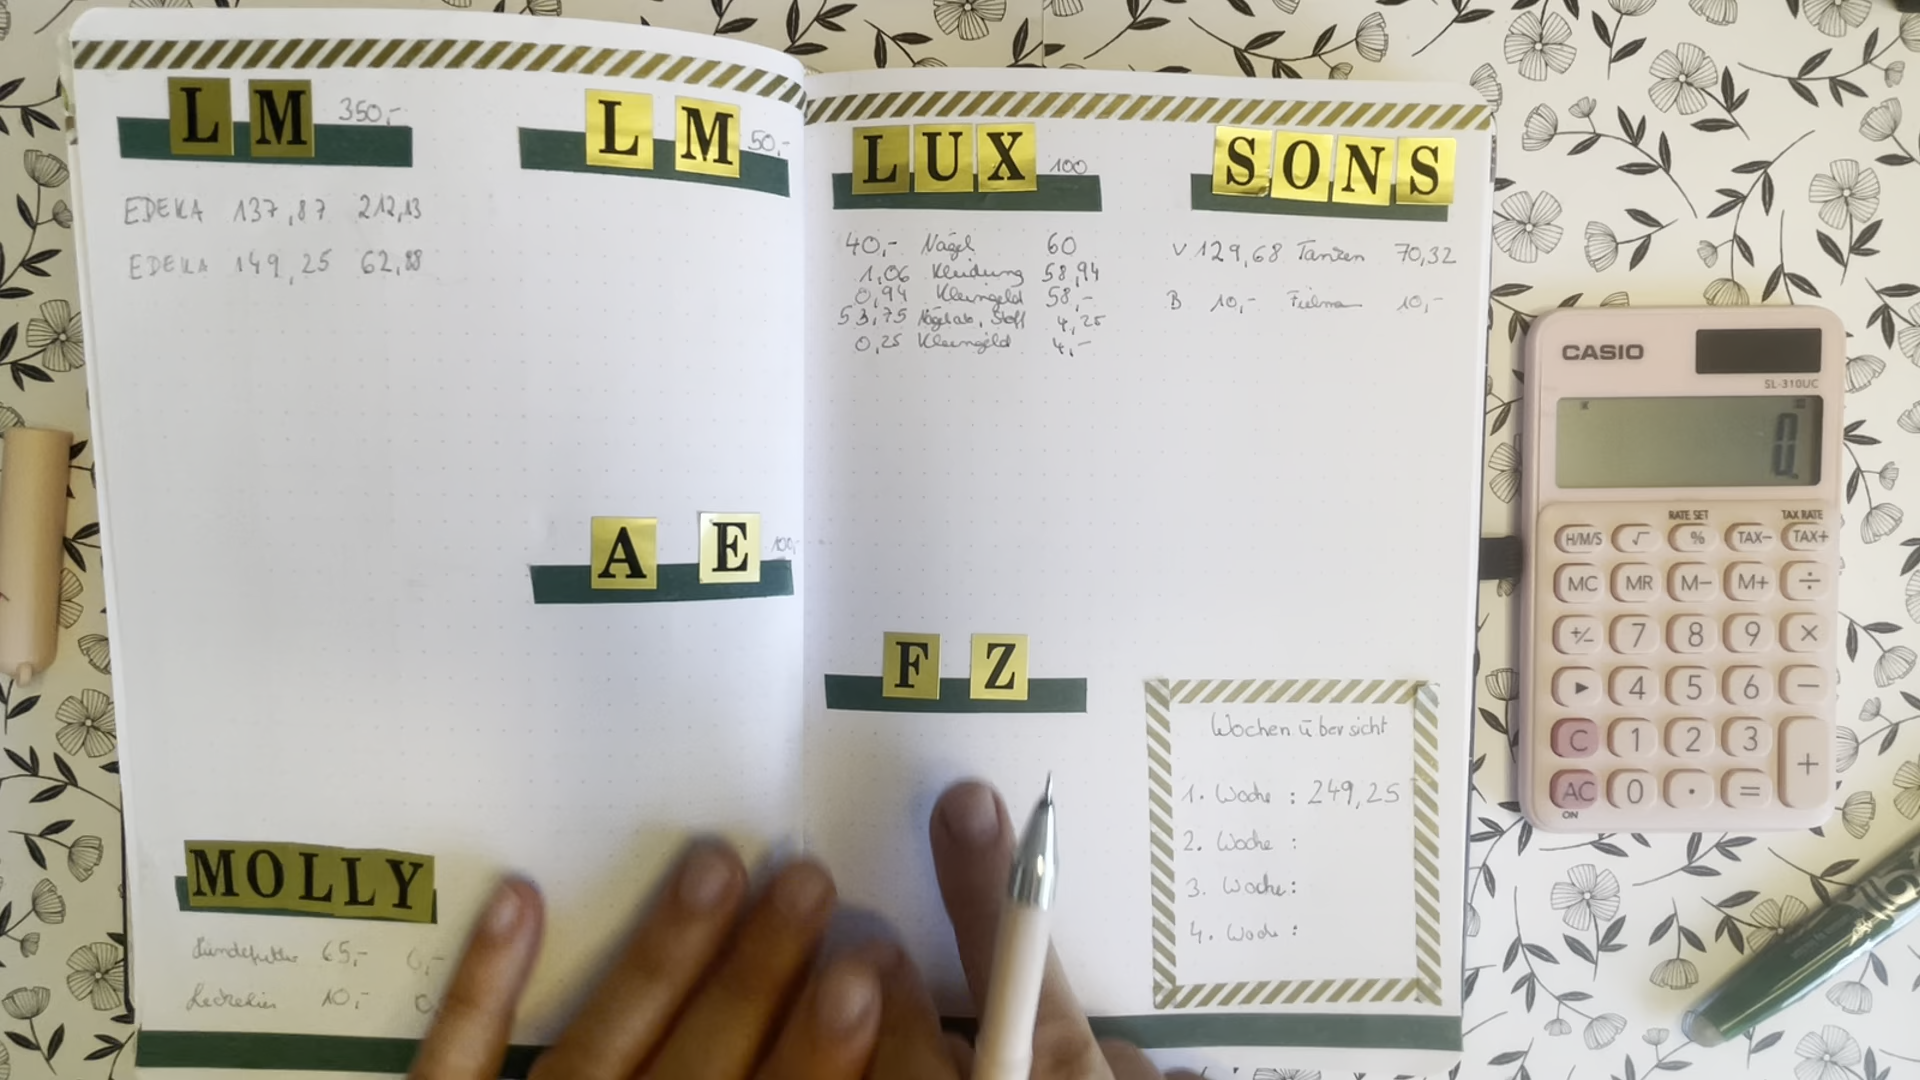 LM 350,-
EDEKA 137,87 212,13
EDEKA 149,25 62,88
LM 50,-
AE 100,-
MOLLY
Hundefutter 65,-
Leckerlies 10,-
LUX 100
40,- Nägel 60
1,06 Kleidung 58,94
0,94 Kleingeld 58,-
53,75 Stoff 4,25
0,25 Kleingeld 4,-
SONS
V 129,68 Tanzen 70,32
B 10,- 10,-
FZ
Wochenübersicht
1. Woche : 249,25
2. Woche :
3. Woche :
4. Woche :
CASIO
SL-310UC
0.
RATE SET TAX RATE
H/M/S √ % TAX− TAX+
MC MR M− M+ ÷
+/− 7 8 9 ×
▶ 4 5 6 −
C 1 2 3
AC 0 · = +
ON